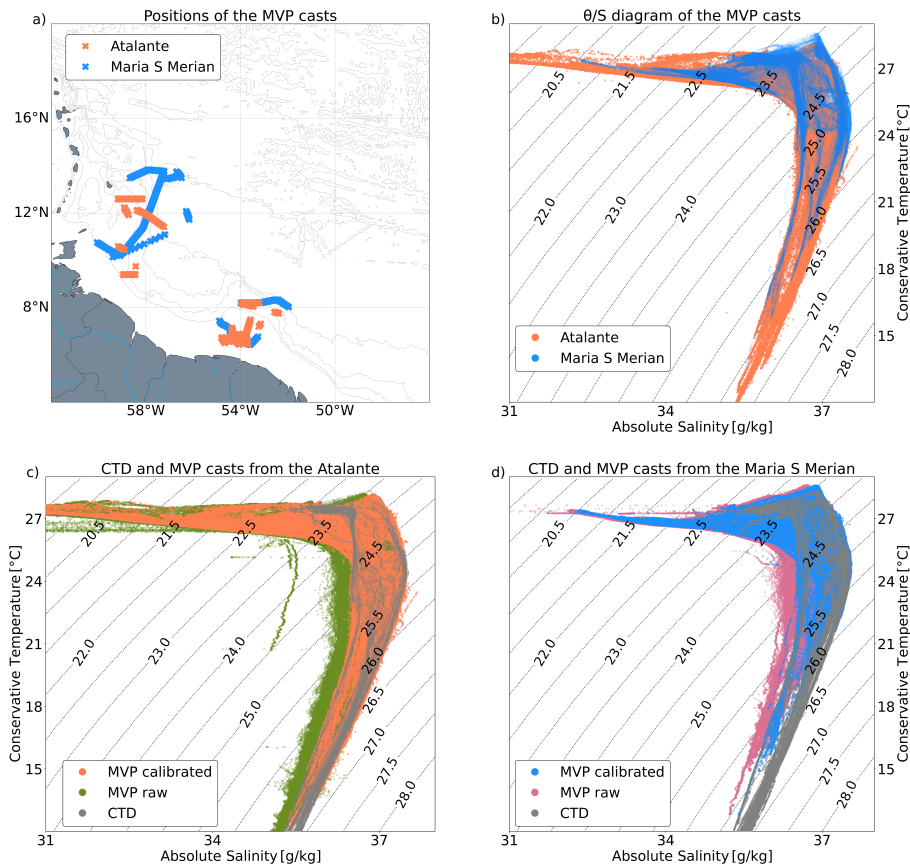 a)
Positions of the MVP casts
Atalante
Maria S Merian
16°N
12°N
8°N
58°W
54°W
50°W
b)
θ/S diagram of the MVP casts
20.5
21.5
22.5
23.5
24.5
25.0
25.5
26.0
26.5
27.0
27.5
28.0
22.0
23.0
24.0
Atalante
Maria S Merian
27
24
21
18
15
Conservative Temperature [°C]
31
34
37
Absolute Salinity [g/kg]
c)
CTD and MVP casts from the Atalante
20.5
21.5
22.5
23.5
24.5
25.5
26.0
26.5
27.0
27.5
28.0
22.0
23.0
24.0
25.0
MVP calibrated
MVP raw
CTD
27
24
21
18
15
Conservative Temperature [°C]
31
34
37
Absolute Salinity [g/kg]
d)
CTD and MVP casts from the Maria S Merian
20.5
21.5
22.5
23.5
24.5
25.5
26.0
26.5
27.0
27.5
28.0
22.0
23.0
24.0
25.0
MVP calibrated
MVP raw
CTD
27
24
21
18
15
Conservative Temperature [°C]
31
34
37
Absolute Salinity [g/kg]